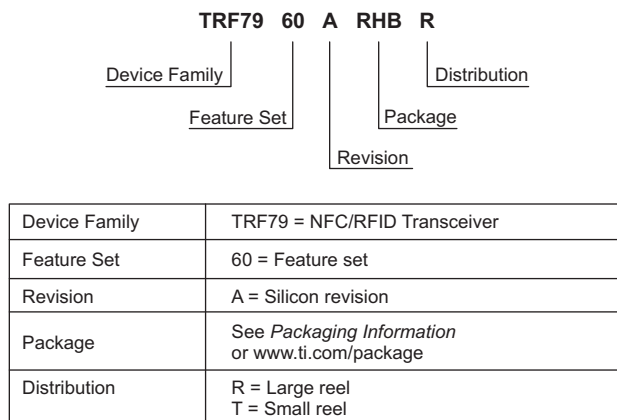 TRF79 60 A RHB R
Device Family
Distribution
Feature Set
Package
Revision
Device Family TRF79 = NFC/RFID Transceiver
Feature Set 60 = Feature set
Revision A = Silicon revision
Package See Packaging Information
or www.ti.com/package
Distribution R = Large reel
T = Small reel